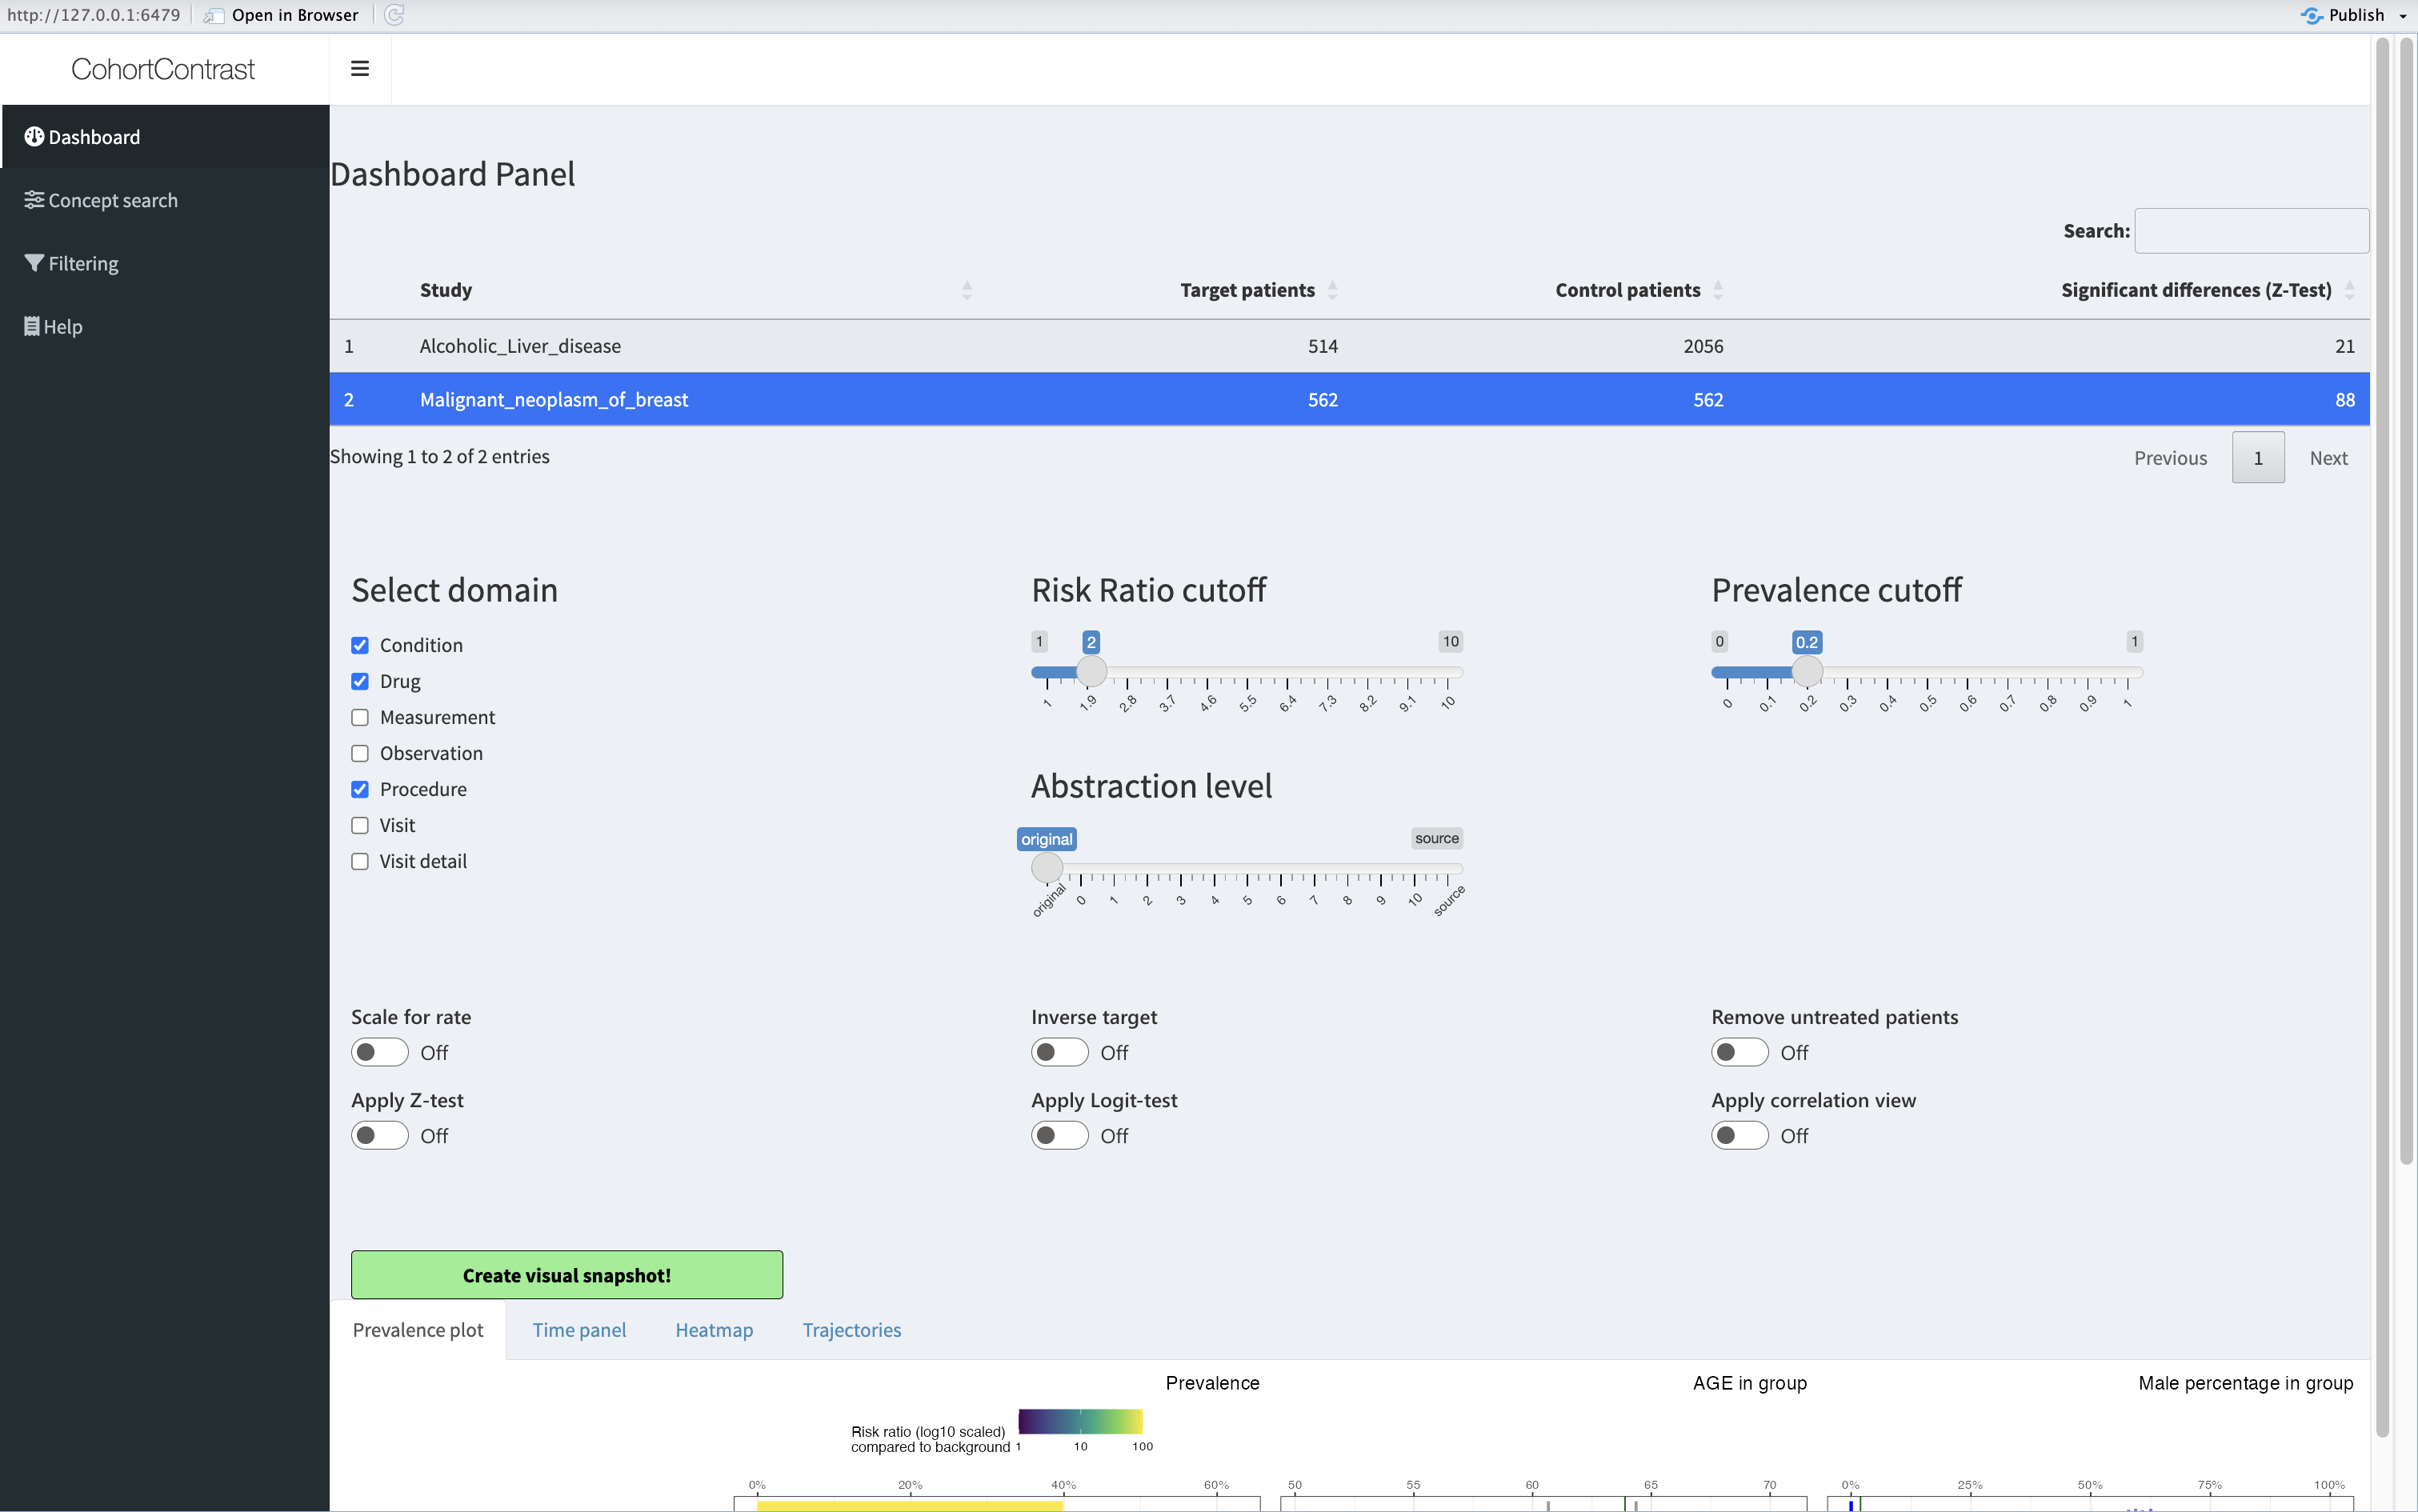 http://127.0.0.1:6479 Open in Browser Publish
CohortContrast
Dashboard
Concept search
Filtering
Help
Dashboard Panel
Search:
Study Target patients Control patients Significant differences (Z-Test)
1 Alcoholic_Liver_disease 514 2056 21
2 Malignant_neoplasm_of_breast 562 562 88
Showing 1 to 2 of 2 entries
Previous 1 Next
Select domain
Condition
Drug
Measurement
Observation
Procedure
Visit
Visit detail
Risk Ratio cutoff
1 2 10
1 1.9 2.8 3.7 4.6 5.5 6.4 7.3 8.2 9.1 10
Prevalence cutoff
0 0.2 1
0 0.1 0.2 0.3 0.4 0.5 0.6 0.7 0.8 0.9 1
Abstraction level
original source
original 0 1 2 3 4 5 6 7 8 9 10 source
Scale for rate
Off
Inverse target
Off
Remove untreated patients
Off
Apply Z-test
Off
Apply Logit-test
Off
Apply correlation view
Off
Create visual snapshot!
Prevalence plot Time panel Heatmap Trajectories
Prevalence AGE in group Male percentage in group
Risk ratio (log10 scaled)
compared to background 1 10 100
0% 20% 40% 60% 50 55 60 65 70 0% 25% 50% 75% 100%